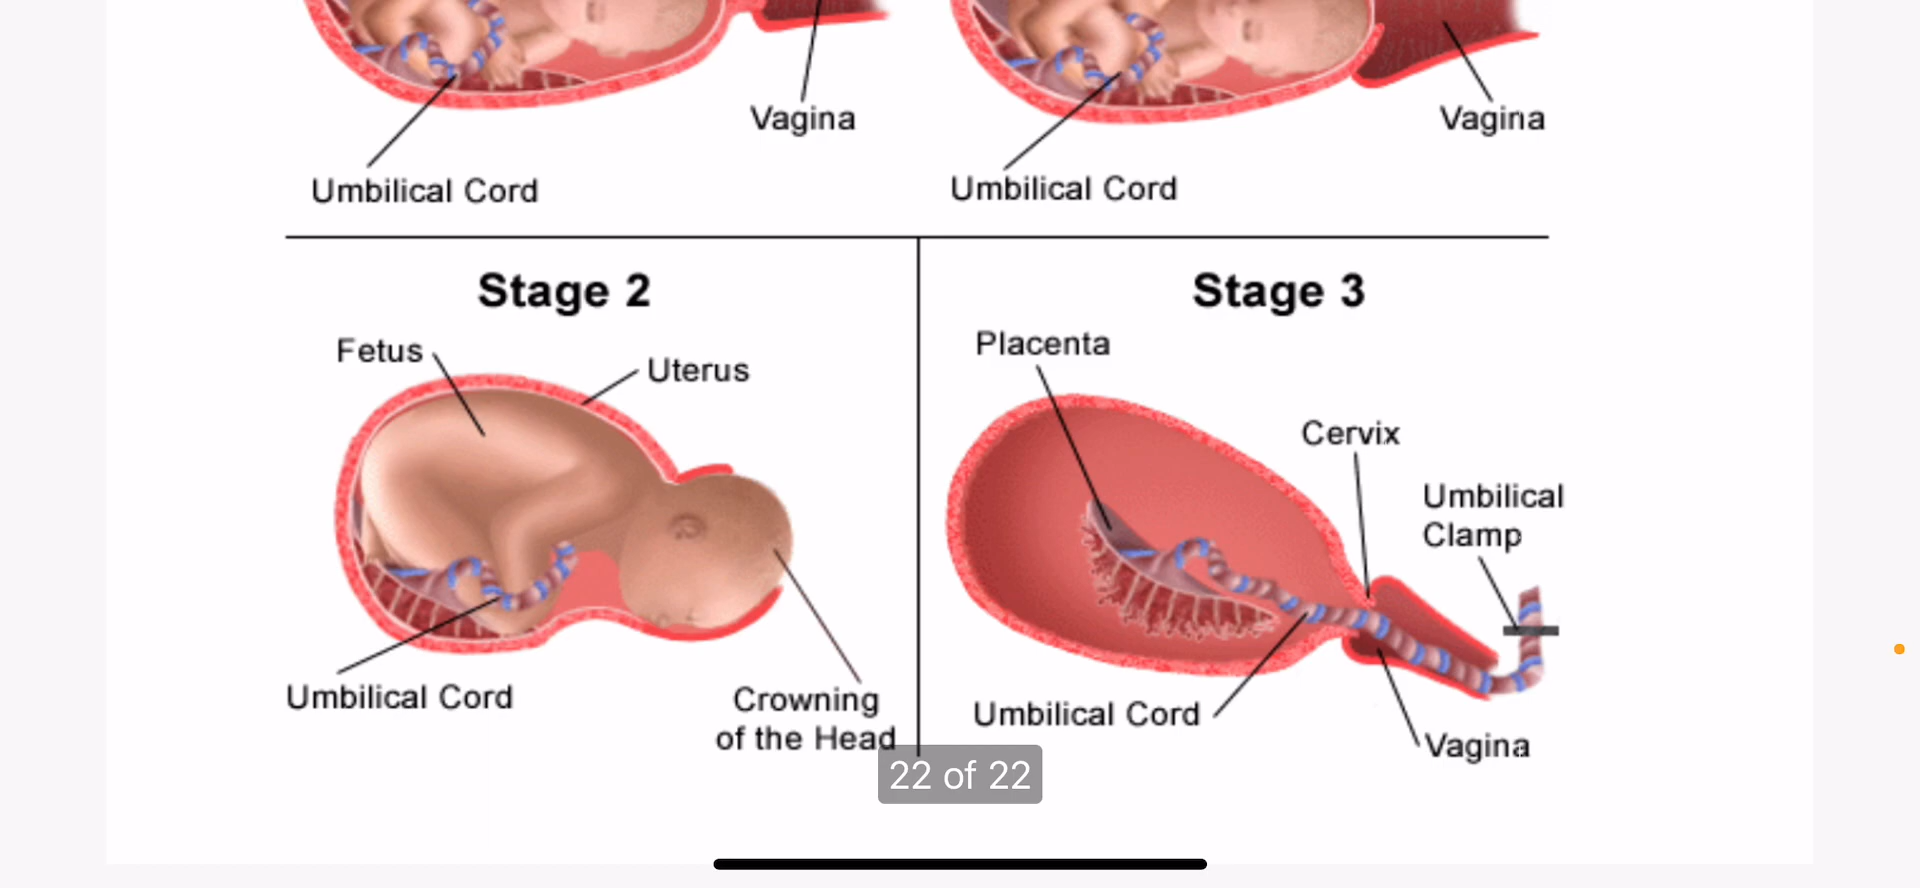 Vagina
Vagina
Umbilical Cord
Umbilical Cord
Stage 2
Stage 3
Fetus
Uterus
Placenta
Cervix
Umbilical
Clamp
Umbilical Cord
Crowning
of the Head
Umbilical Cord
Vagina
22 of 22